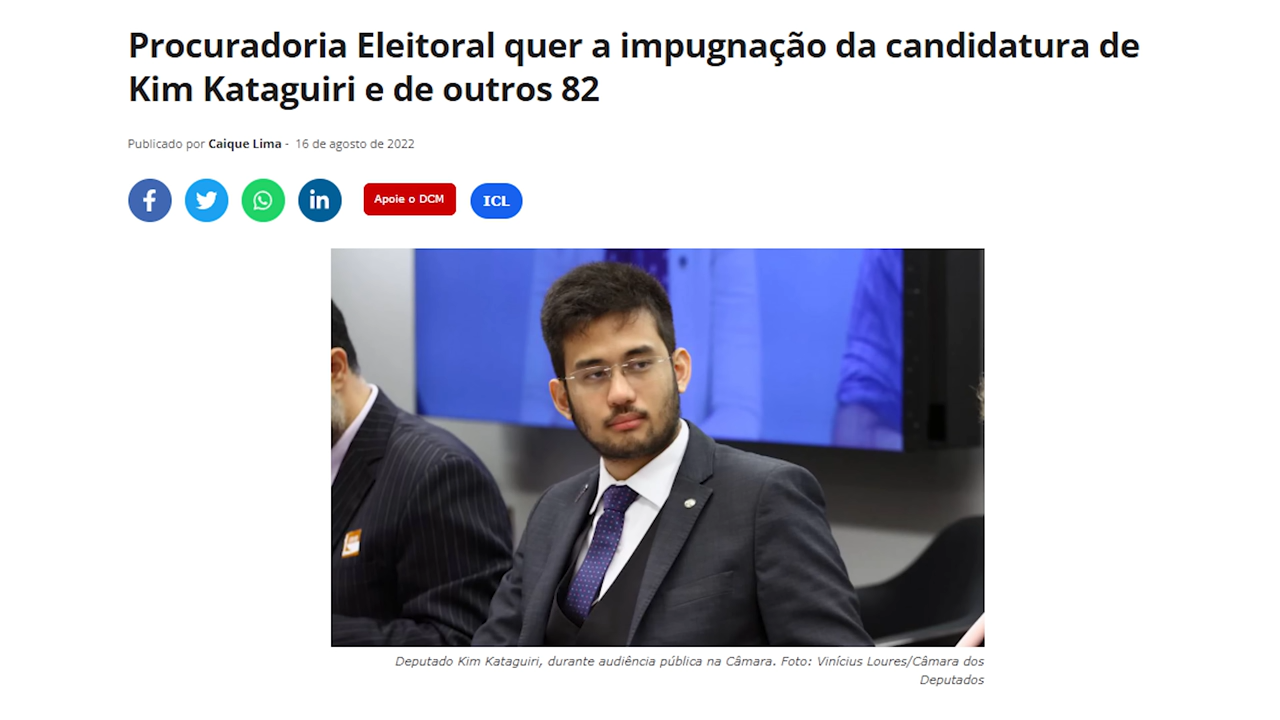 Procuradoria Eleitoral quer a impugnação da candidatura de
Kim Kataguiri e de outros 82
Publicado por Caique Lima - 16 de agosto de 2022
Apoie o DCM
ICL
Deputado Kim Kataguiri, durante audiência pública na Câmara. Foto: Vinícius Loures/Câmara dos
Deputados